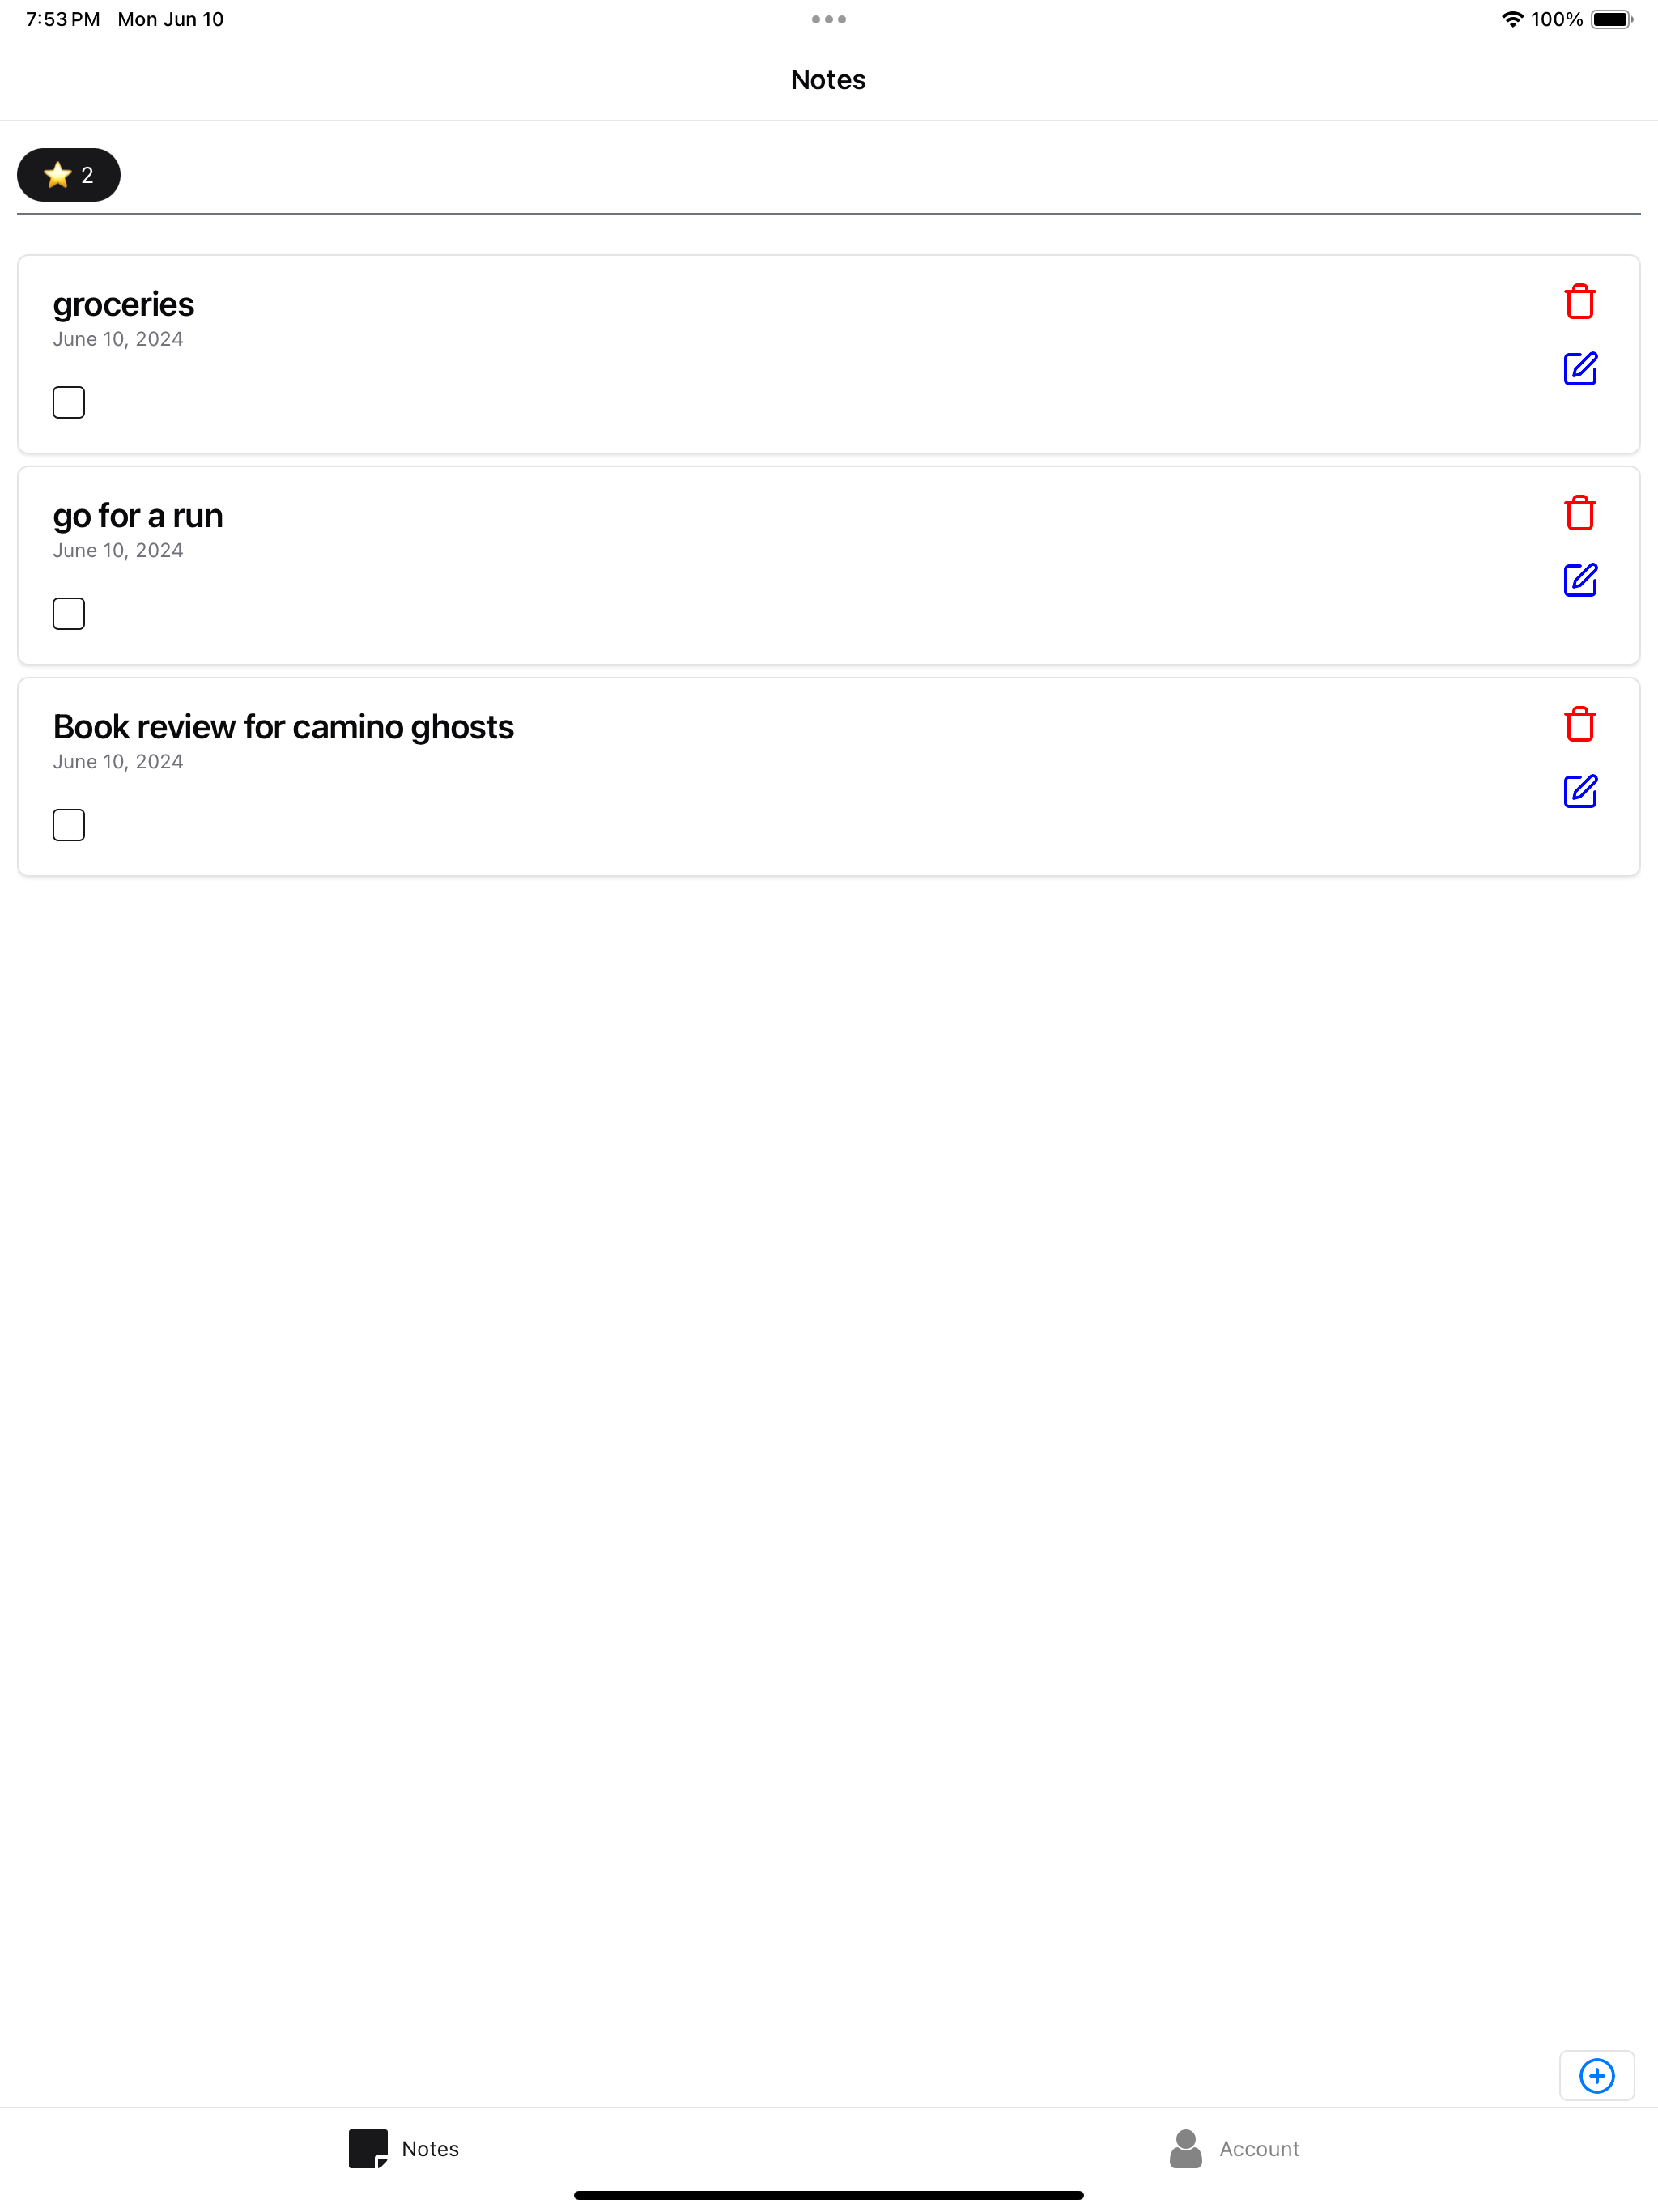 7:53 PM Mon Jun 10
100%
Notes
2
groceries
June 10, 2024
go for a run
June 10, 2024
Book review for camino ghosts
June 10, 2024
Notes
Account